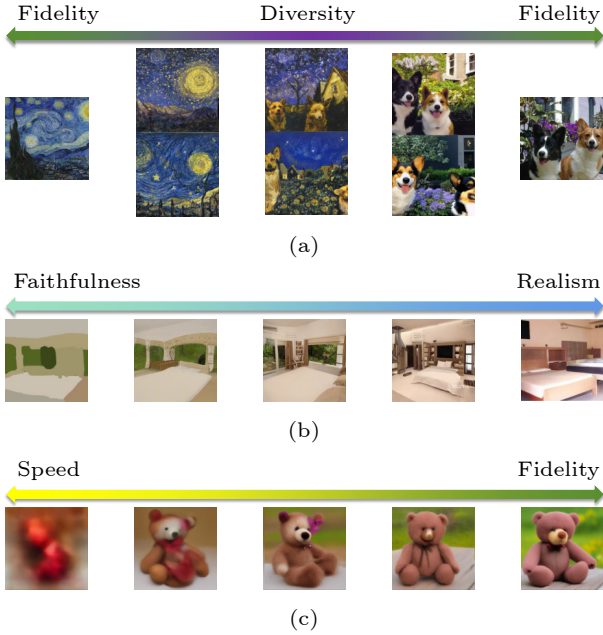 Fidelity Diversity Fidelity
(a)
Faithfulness Realism
(b)
Speed Fidelity
(c)